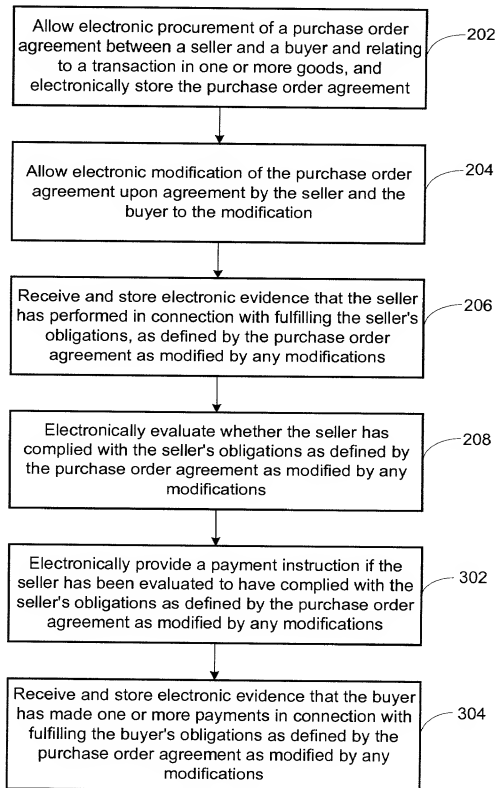 Allow electronic procurement of a purchase order
agreement between a seller and a buyer and relating
to a transaction in one or more goods, and
electronically store the purchase order agreement
202
Allow electronic modification of the purchase order
agreement upon agreement by the seller and the
buyer to the modification
204
Receive and store electronic evidence that the seller
has performed in connection with fulfilling the seller's
obligations, as defined by the purchase order
agreement as modified by any modifications
206
Electronically evaluate whether the seller has
complied with the seller's obligations as defined by
the purchase order agreement as modified by any
modifications
208
Electronically provide a payment instruction if the
seller has been evaluated to have complied with the
seller's obligations as defined by the purchase order
agreement as modified by any modifications
302
Receive and store electronic evidence that the buyer
has made one or more payments in connection with
fulfilling the buyer's obligations as defined by the
purchase order agreement as modified by any
modifications
304